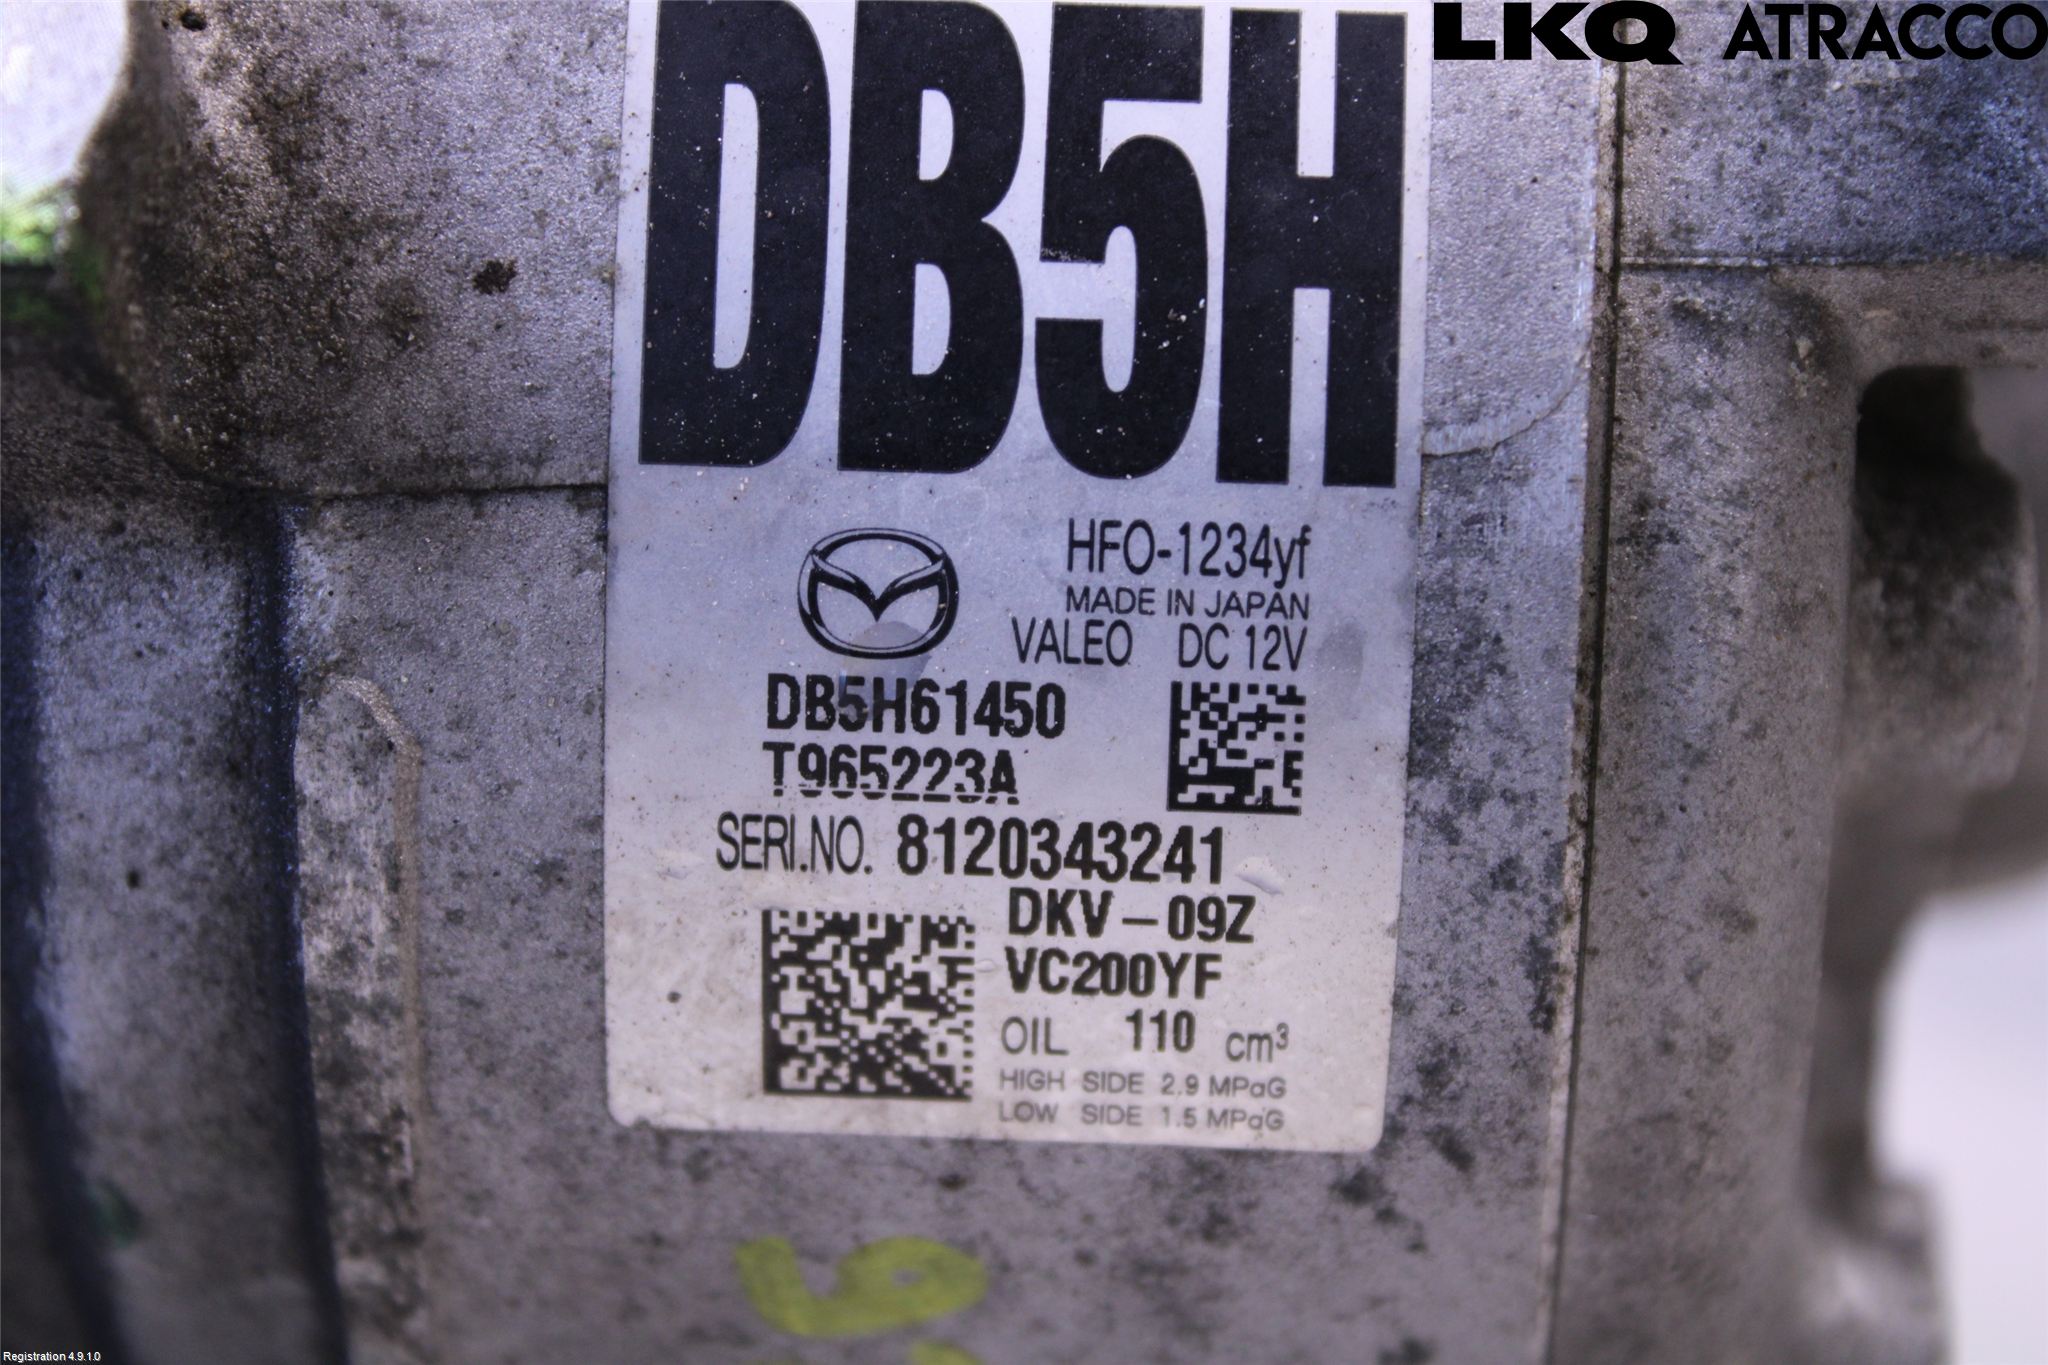 LKQ ATRACCO
DB5H
HFO-1234yf
MADE IN JAPAN
VALEO DC 12V
DB5H61450
T965223A
SERI.NO. 8120343241
DKV-09Z
VC200YF
OIL 110 cm³
HIGH SIDE 2.9 MPaG
LOW SIDE 1.5 MPaG
Registration 4.9.1.0